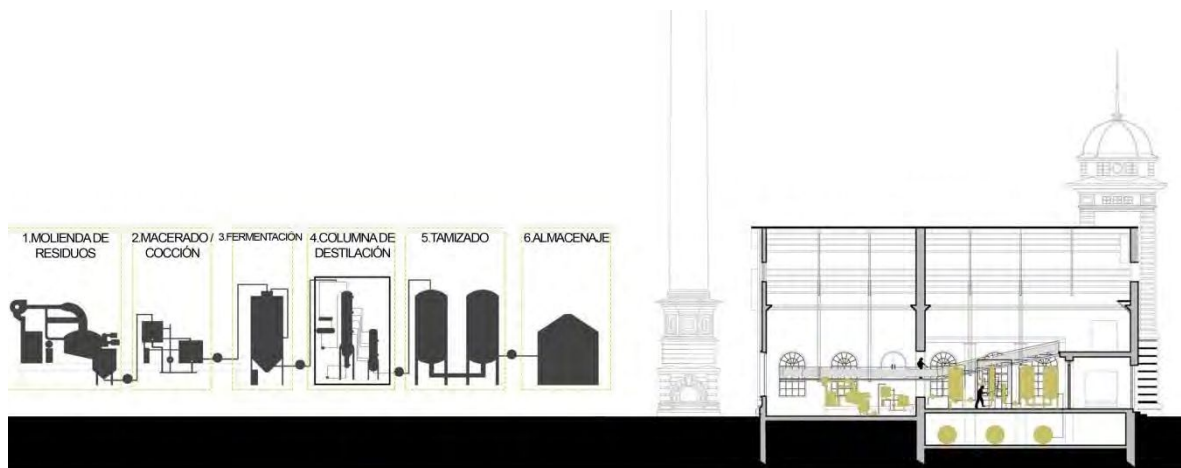 1.MOLIENDA DE
RESIDUOS
2.MACERADO /
COCCIÓN
3.FERMENTACIÓN
4.COLUMNA DE
DESTILACIÓN
5.TAMIZADO
6.ALMACENAJE